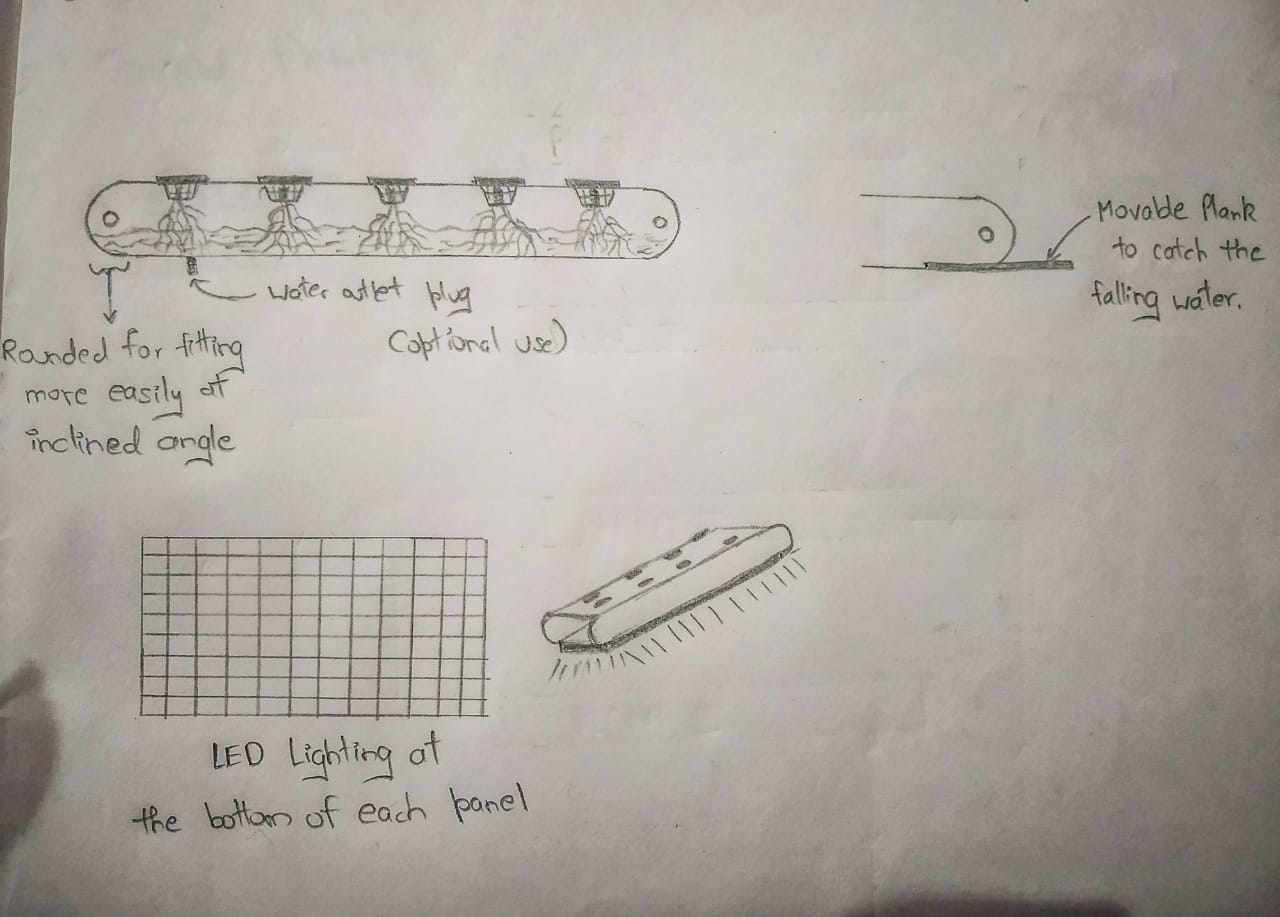 Water outlet plug
(optional use)
Rounded for fitting
more easily at
inclined angle
Movable Plank
to catch the
falling water.
LED Lighting at
the bottom of each panel